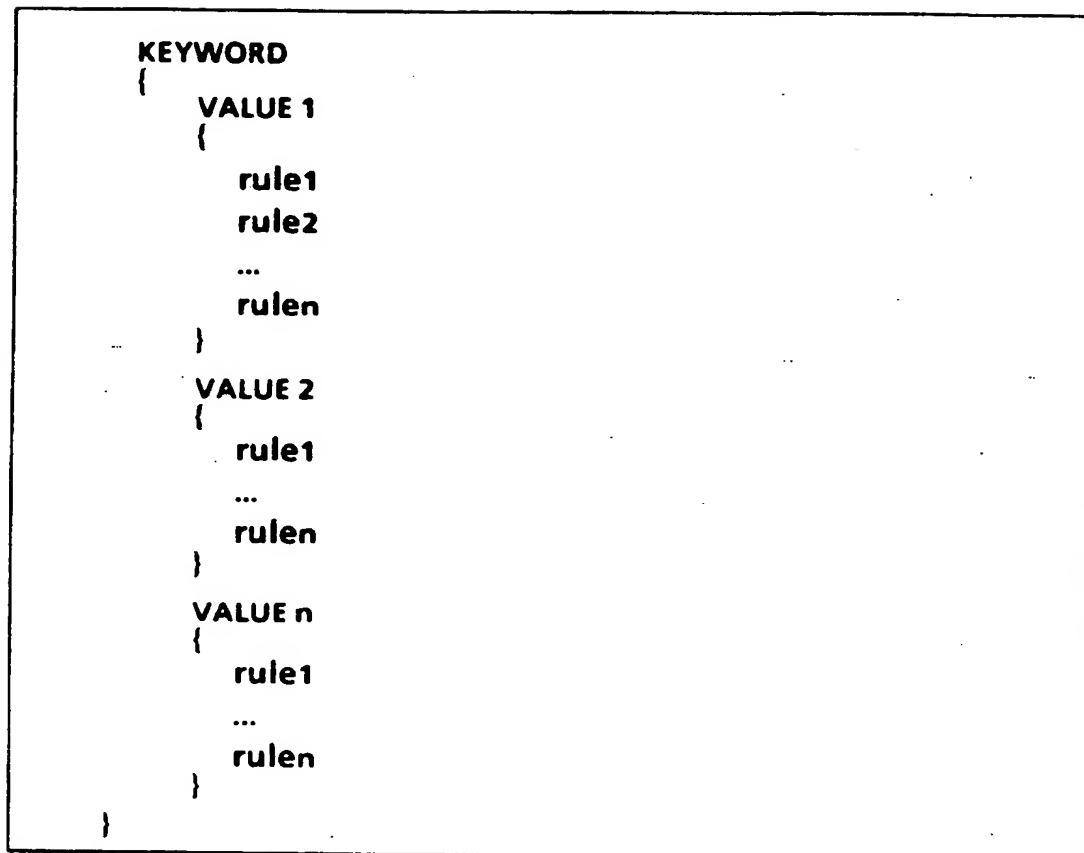 KEYWORD
{
VALUE 1
{
rule1
rule2
...
rulen
}
VALUE 2
{
rule1
...
rulen
}
VALUE n
{
rule1
...
rulen
}
}